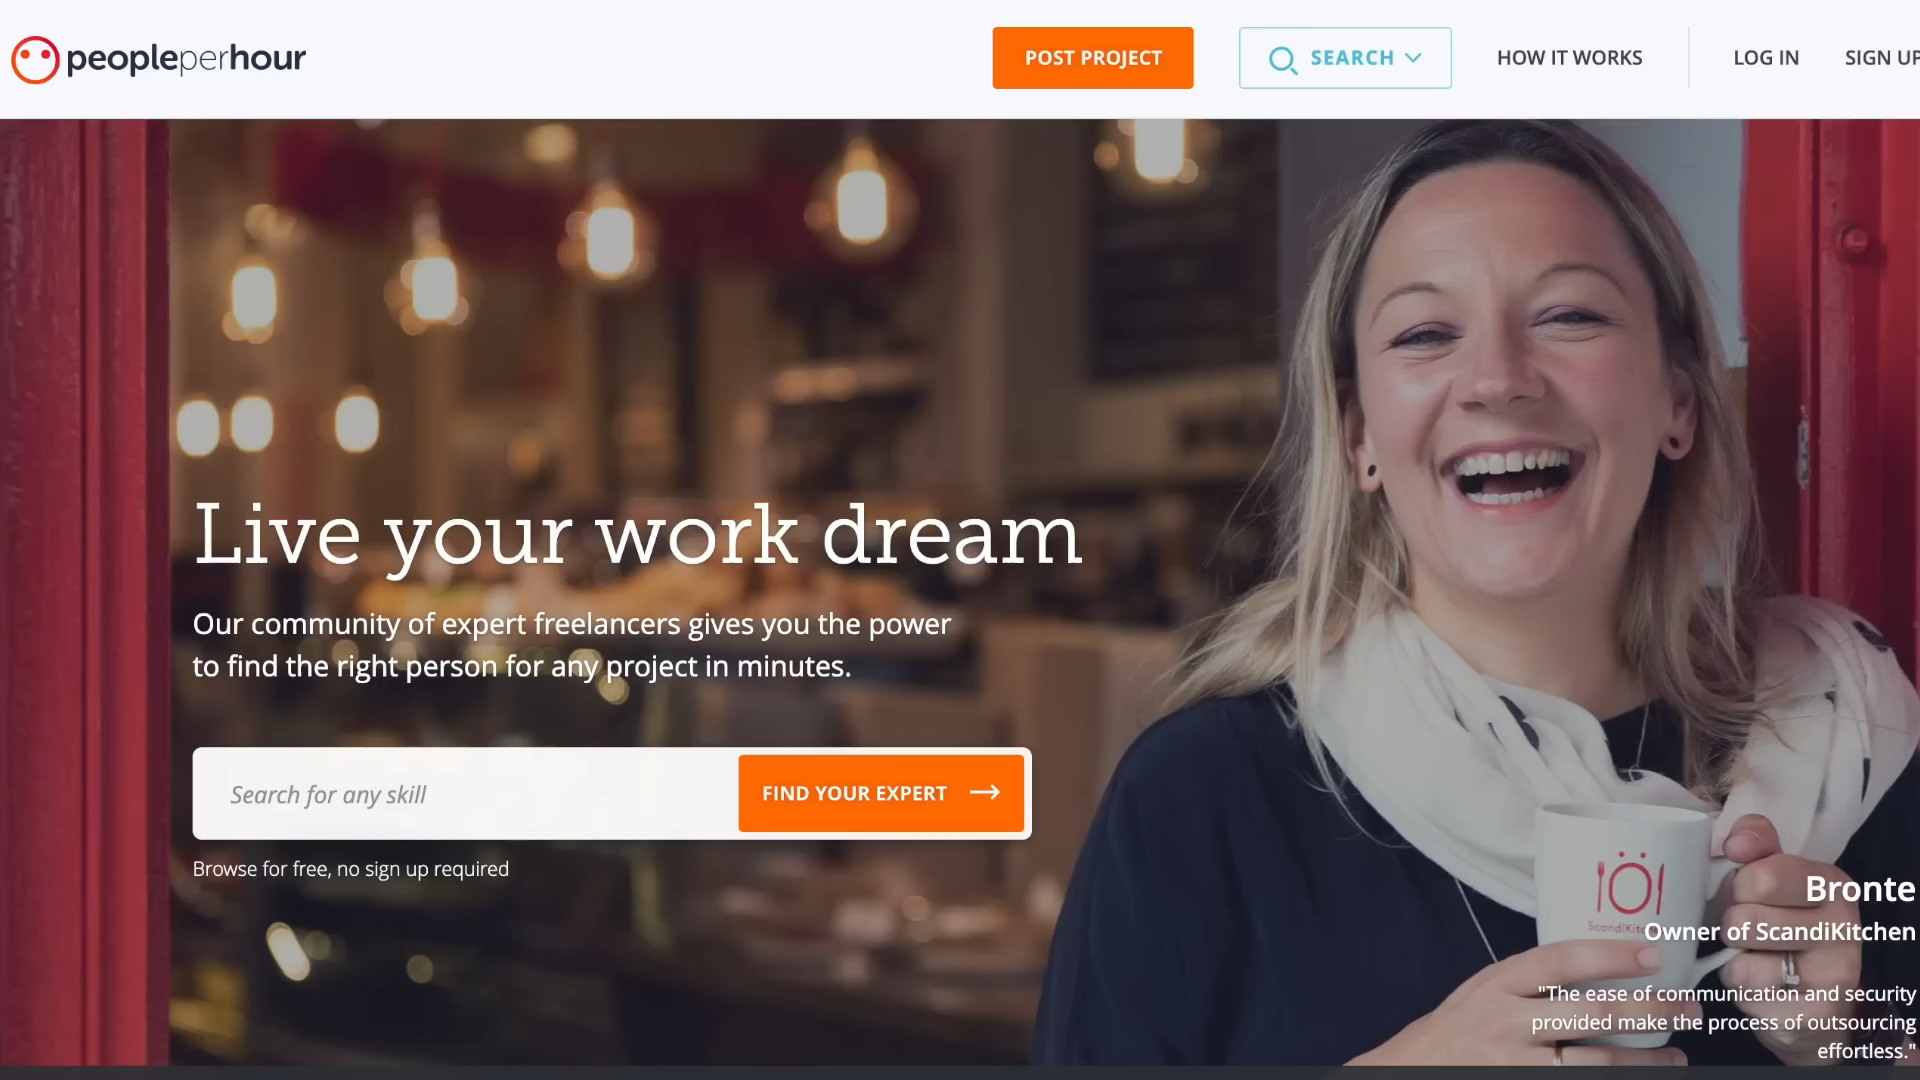 peopleperhour
POST PROJECT
SEARCH
HOW IT WORKS
LOG IN
SIGN UP
Live your work dream
Our community of expert freelancers gives you the power
to find the right person for any project in minutes.
Search for any skill
FIND YOUR EXPERT
Browse for free, no sign up required
Bronte
Owner of ScandiKitchen
"The ease of communication and security
provided make the process of outsourcing
effortless."